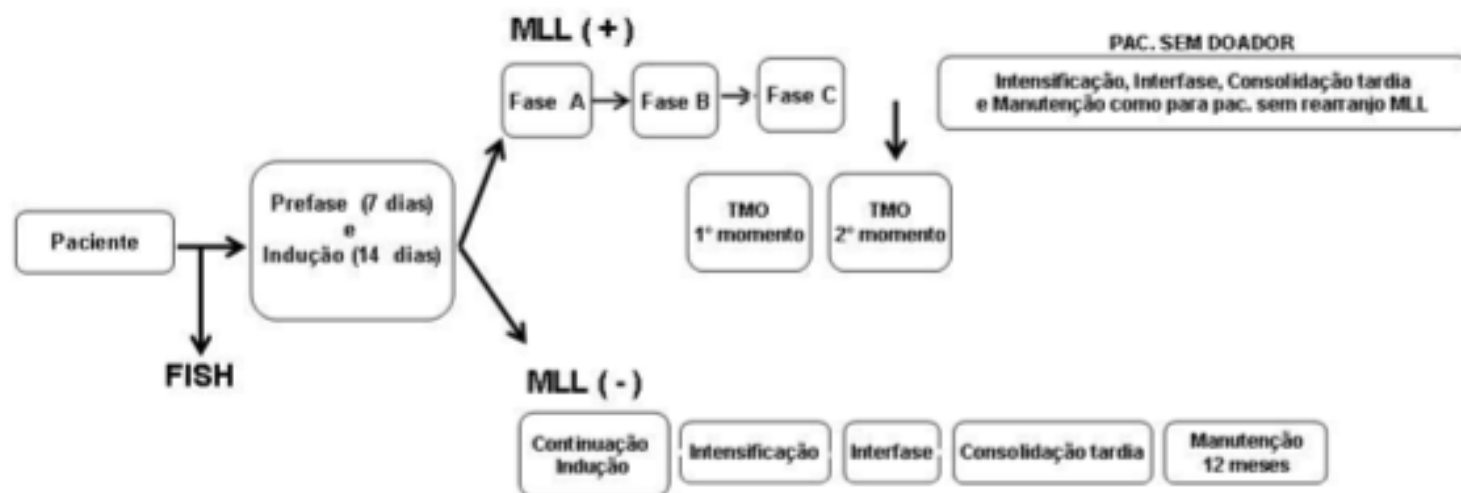 MLL (+)
PAC. SEM DOADOR
Intensificação, Interfase, Consolidação tardia
e Manutenção como para pac. sem rearranjo MLL
Fase A
Fase B
Fase C
Prefase (7 dias)
e
Indução (14 dias)
Paciente
TMO
1º momento
TMO
2º momento
FISH
MLL (-)
Continuação
Indução
Intensificação
Interfase
Consolidação tardia
Manutenção
12 meses